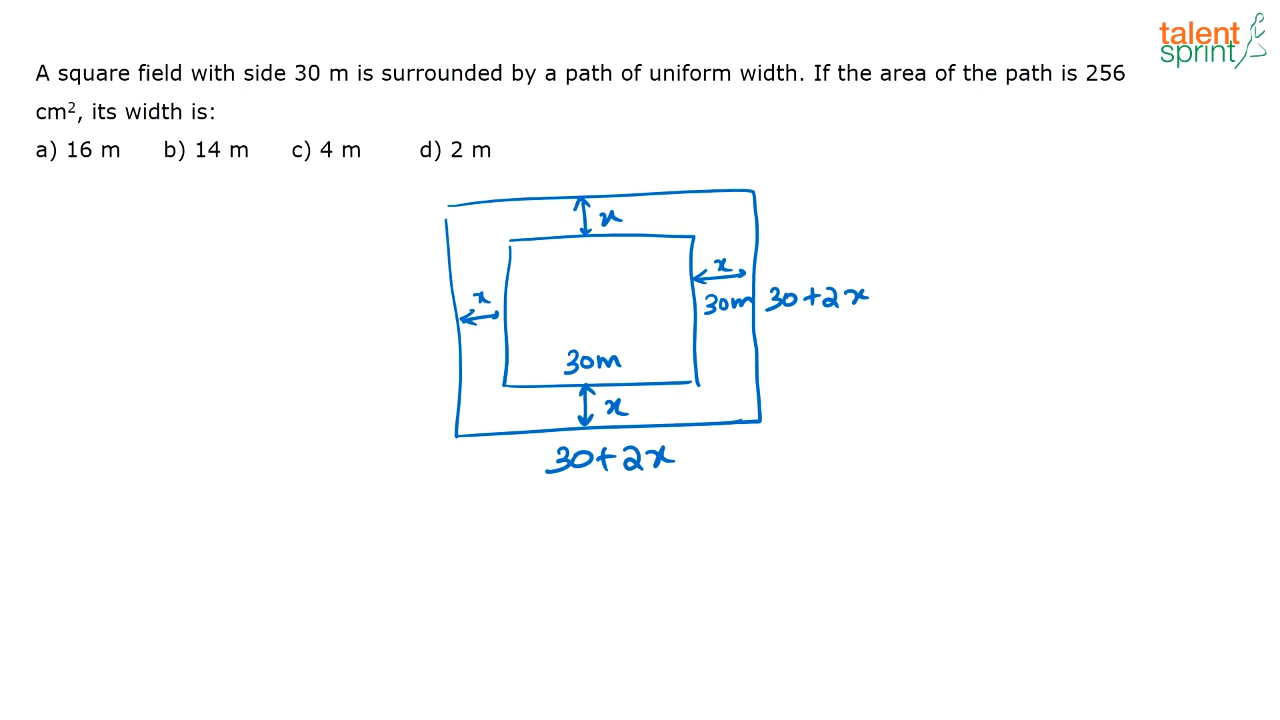 talent
sprint
A square field with side 30 m is surrounded by a path of uniform width. If the area of the path is 256
cm², its width is:
a) 16 m b) 14 m c) 4 m d) 2 m
x
x
x
30m 30+2x
30m
x
30+2x